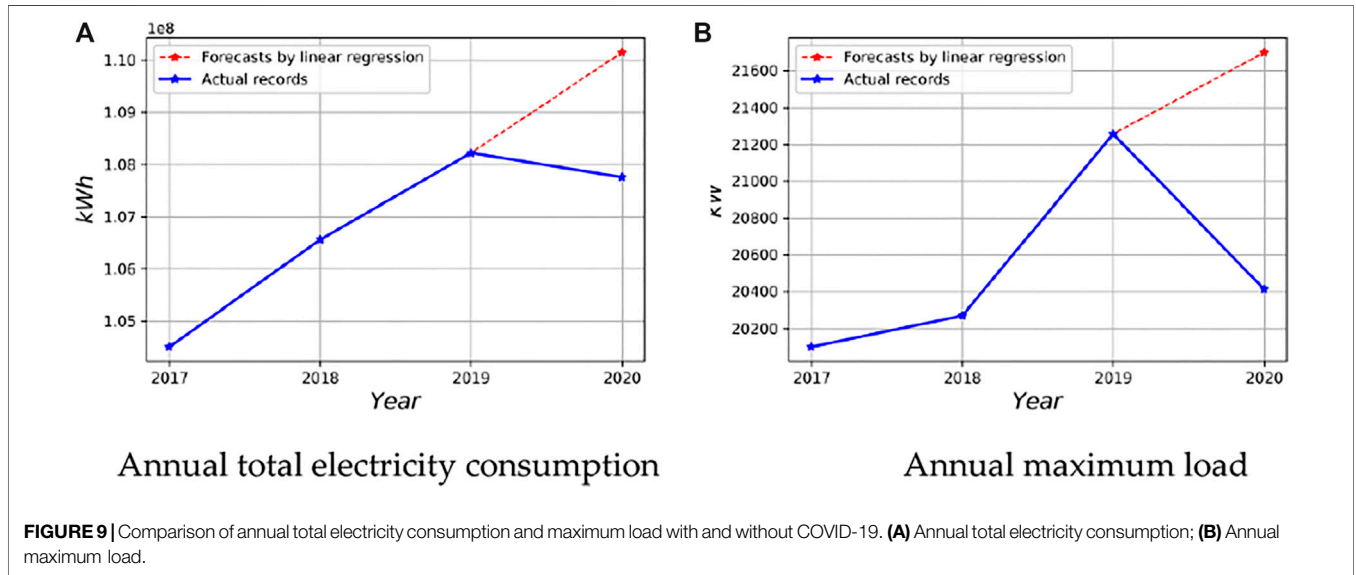 A
1e8
Forecasts by linear regression
Actual records
1.10
1.09
1.08
1.07
1.06
1.05
kWh
2017 2018 2019 2020
Year
Annual total electricity consumption
B
Forecasts by linear regression
Actual records
21600
21400
21200
21000
20800
20600
20400
20200
KW
2017 2018 2019 2020
Year
Annual maximum load
FIGURE 9 | Comparison of annual total electricity consumption and maximum load with and without COVID-19. (A) Annual total electricity consumption; (B) Annual
maximum load.